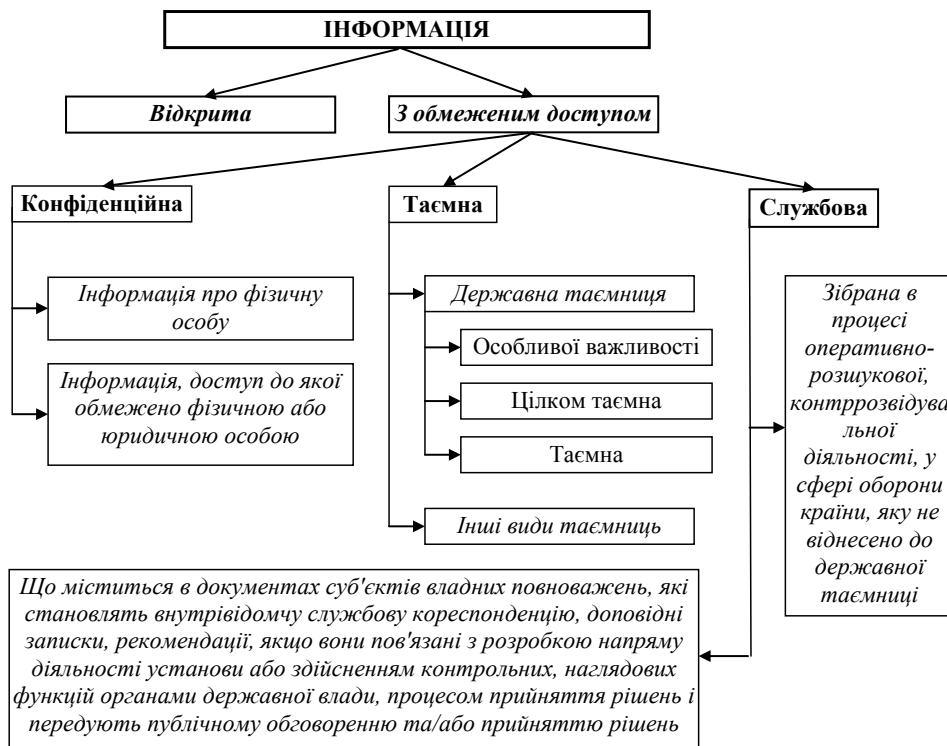 ІНФОРМАЦІЯ
Відкрита
З обмеженим доступом
Конфіденційна
Таємна
Службова
Інформація про фізичну
особу
Інформація, доступ до якої
обмежено фізичною або
юридичною особою
Державна таємниця
Особливої важливості
Цілком таємна
Таємна
Інші види таємниць
Зібрана в
процесі
оперативно-
розшукової,
контррозвідува
льної
діяльності, у
сфері оборони
країни, яку не
віднесено до
державної
таємниці
Що міститься в документах суб'єктів владних повноважень, які
становлять внутрівідомчу службову кореспонденцію, доповідні
записки, рекомендації, якщо вони пов'язані з розробкою напряму
діяльності установи або здійсненням контрольних, наглядових
функцій органами державної влади, процесом прийняття рішень і
передують публічному обговоренню та/або прийняттю рішень